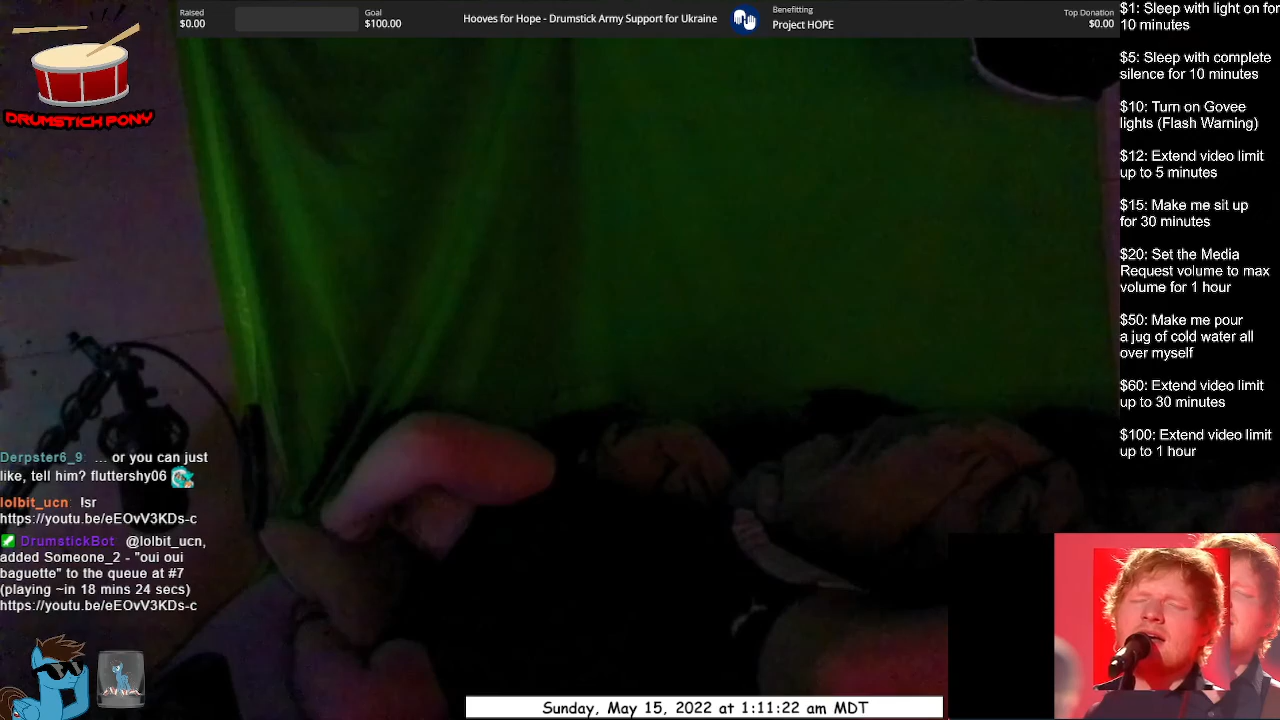 Raised
$0.00
Goal
$100.00
Hooves for Hope - Drumstick Army Support for Ukraine
Benefitting
Project HOPE
Top Donation
$0.00
DRUMSTICH PONY
$1: Sleep with light on for
10 minutes
$5: Sleep with complete
silence for 10 minutes
$10: Turn on Govee
lights (Flash Warning)
$12: Extend video limit
up to 5 minutes
$15: Make me sit up
for 30 minutes
$20: Set the Media
Request volume to max
volume for 1 hour
$50: Make me pour
a jug of cold water all
over myself
$60: Extend video limit
up to 30 minutes
$100: Extend video limit
up to 1 hour
Derpster6_9: ... or you can just
like, tell him? fluttershy06
lolbit_ucn: !sr
https://youtu.be/eEOvV3KDs-c
DrumstickBot: @lolbit_ucn,
added Someone_2 - "oui oui
baguette" to the queue at #7
(playing ~in 18 mins 24 secs)
https://youtu.be/eEOvV3KDs-c
Sunday, May 15, 2022 at 1:11:22 am MDT